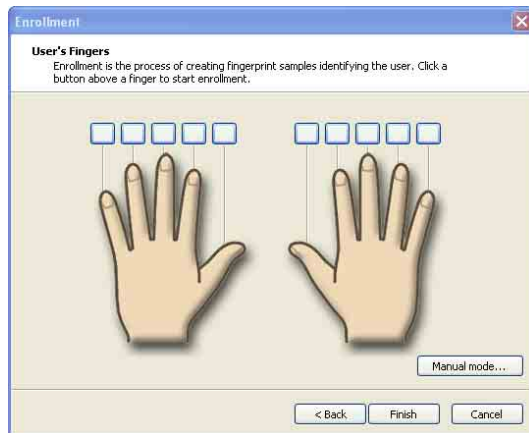 Enrollment
User's Fingers
Enrollment is the process of creating fingerprint samples identifying the user. Click a
button above a finger to start enrollment.
Manual mode...
< Back Finish Cancel